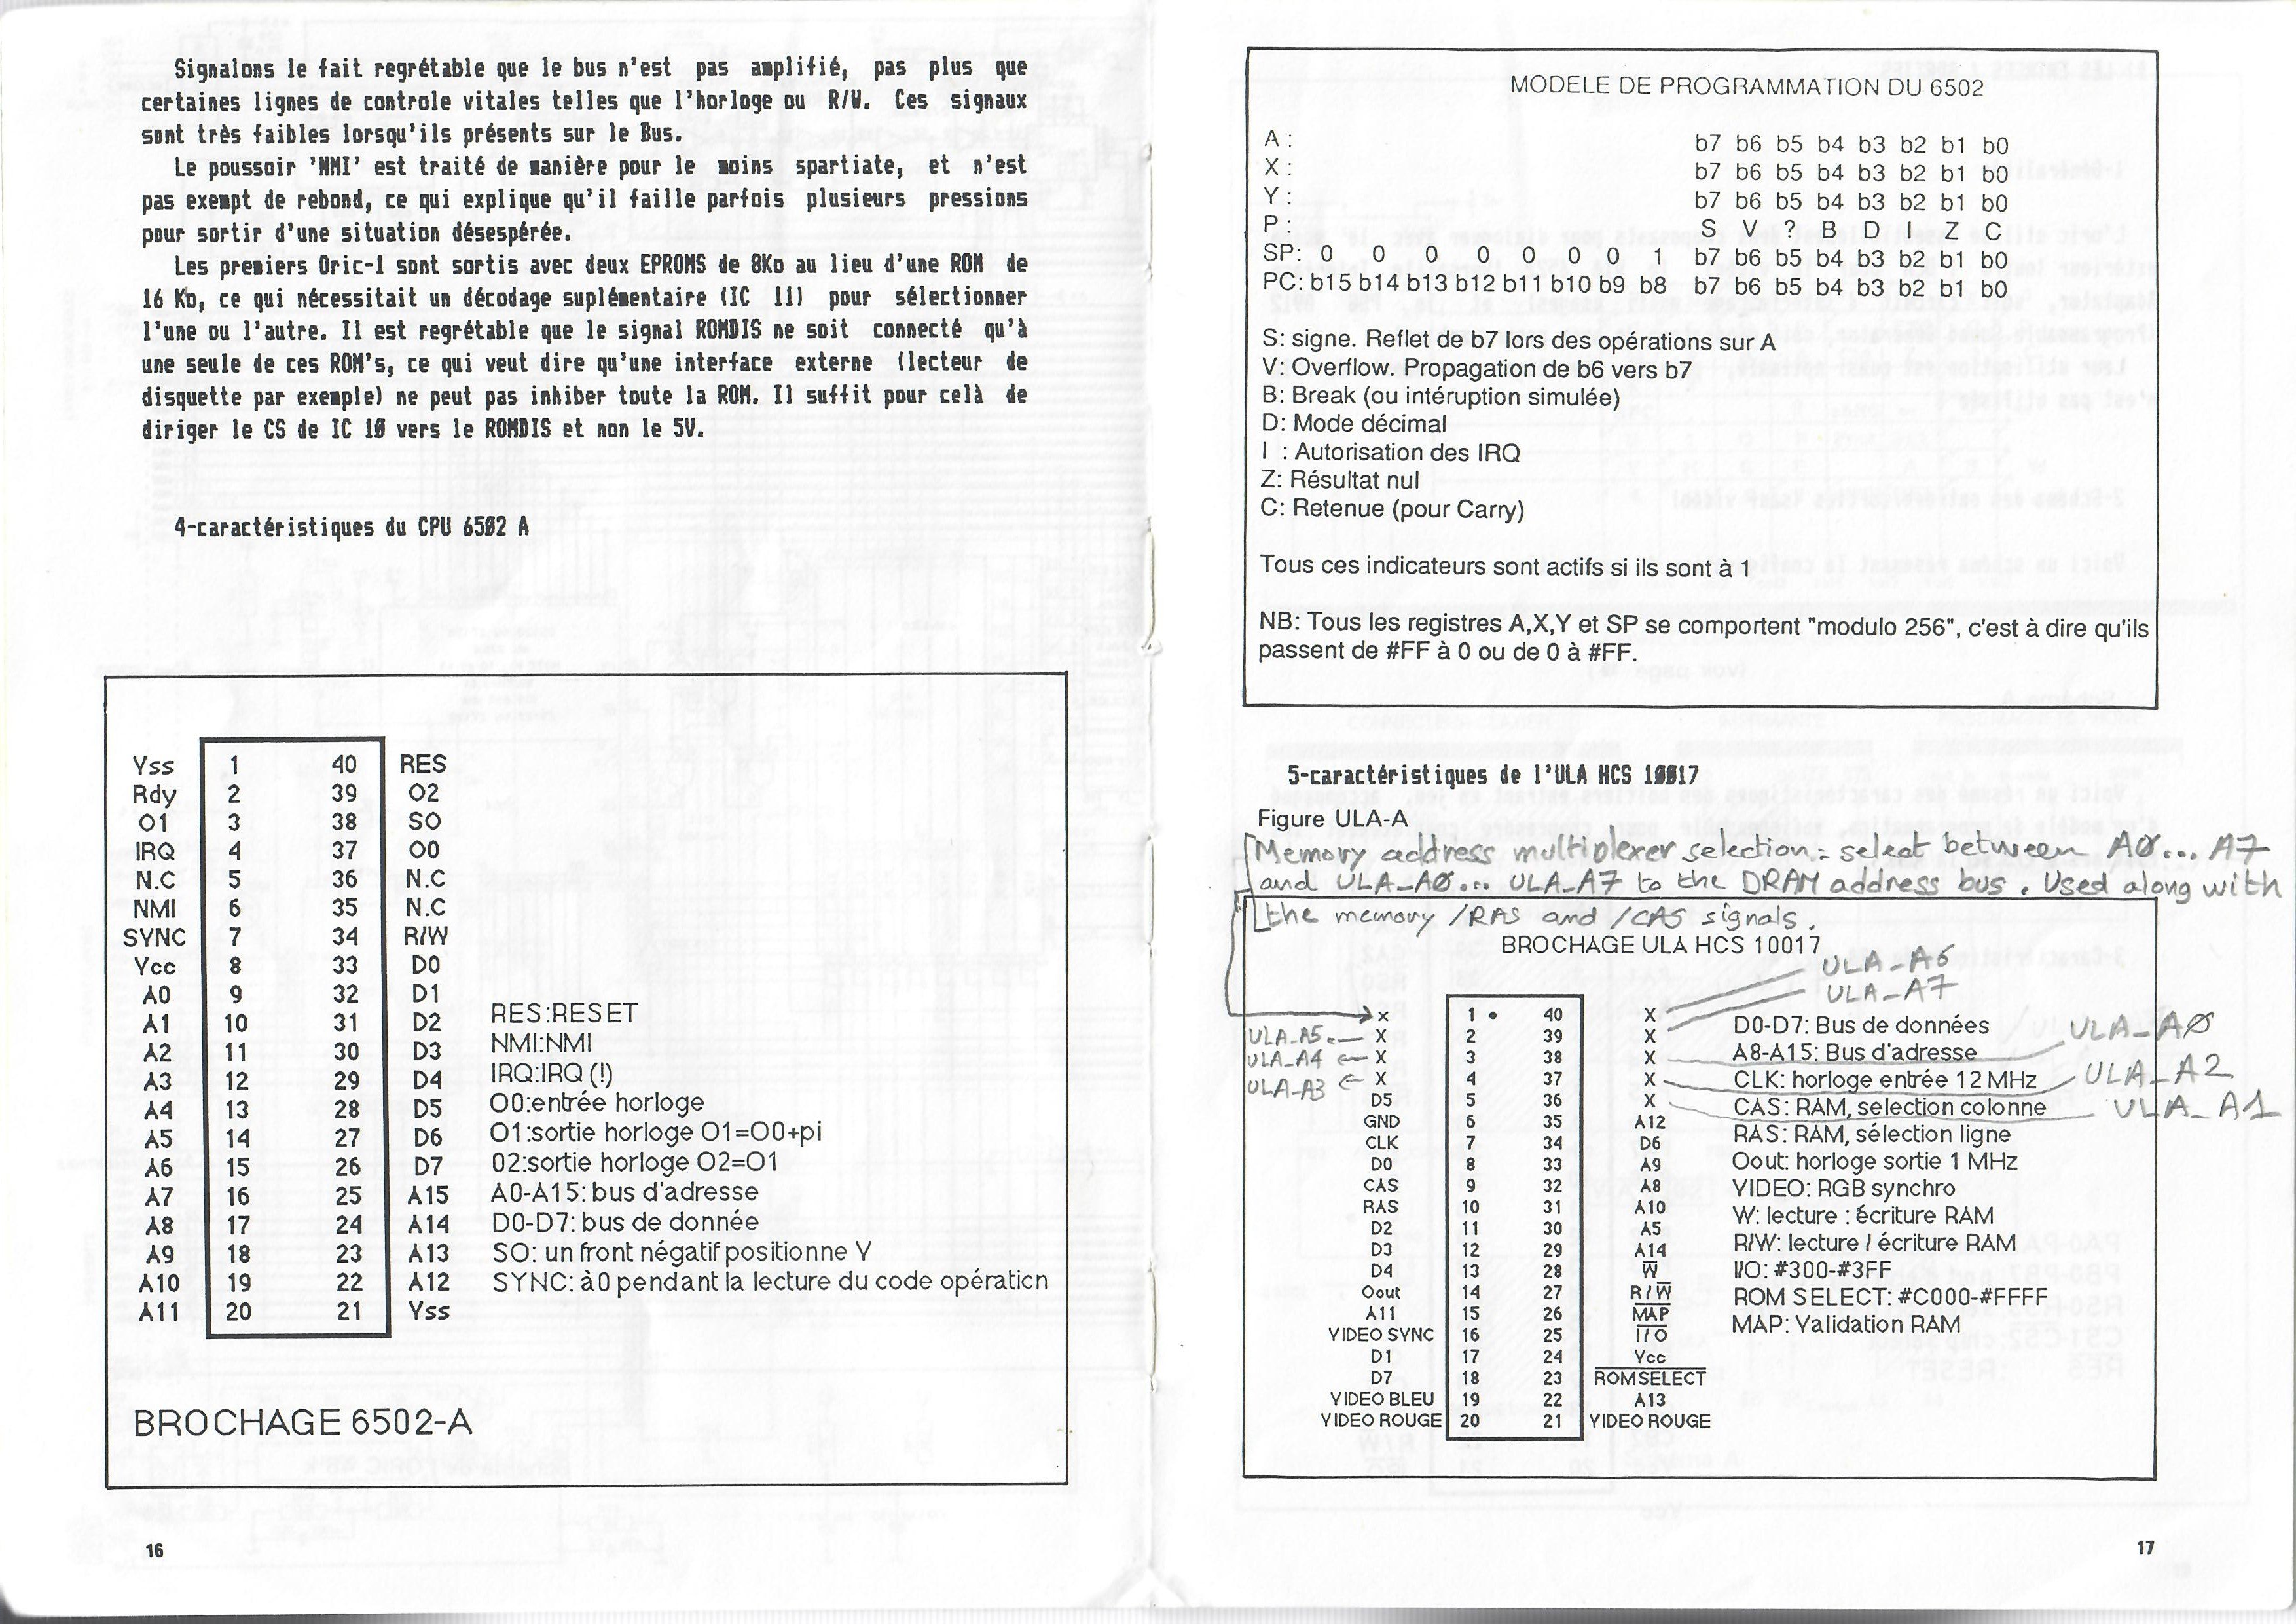 Signalons le fait regrétable que le bus n'est pas amplifié, pas plus que
certaines lignes de controle vitales telles que l'horloge ou R/W. Ces signaux
sont très faibles lorsqu'ils présents sur le Bus.
Le poussoir 'NMI' est traité de manière pour le moins spartiate, et n'est
pas exempt de rebond, ce qui explique qu'il faille parfois plusieurs pressions
pour sortir d'une situation désespérée.
Les premiers Oric-1 sont sortis avec deux EPROMS de 8Ko au lieu d'une ROM de
16 Ko, ce qui nécessitait un décodage suplémentaire (IC 11) pour sélectionner
l'une ou l'autre. Il est regrétable que le signal ROMDIS ne soit connecté qu'à
une seule de ces ROM's, ce qui veut dire qu'une interface externe (lecteur de
disquette par exemple) ne peut pas inhiber toute la ROM. Il suffit pour celà de
diriger le CS de IC 10 vers le ROMDIS et non le 5V.
4-caractéristiques du CPU 6502 A
Vss 1 40 RES
Rdy 2 39 O2
O1 3 38 SO
IRQ 4 37 O0
N.C 5 36 N.C
NMI 6 35 N.C
SYNC 7 34 R/W
Vcc 8 33 D0
A0 9 32 D1
A1 10 31 D2
A2 11 30 D3
A3 12 29 D4
A4 13 28 D5
A5 14 27 D6
A6 15 26 D7
A7 16 25 A15
A8 17 24 A14
A9 18 23 A13
A10 19 22 A12
A11 20 21 Vss
RES:RESET
NMI:NMI
IRQ:IRQ (!)
O0:entrée horloge
O1:sortie horloge O1=O0+pi
02:sortie horloge O2=O1
A0-A15: bus d'adresse
D0-D7: bus de donnée
SO: un front négatif positionne V
SYNC: à 0 pendant la lecture du code opération
BROCHAGE 6502-A
16
MODELE DE PROGRAMMATION DU 6502
A : b7 b6 b5 b4 b3 b2 b1 b0
X : b7 b6 b5 b4 b3 b2 b1 b0
Y : b7 b6 b5 b4 b3 b2 b1 b0
P : S V ? B D I Z C
SP: 0 0 0 0 0 0 0 1 b7 b6 b5 b4 b3 b2 b1 b0
PC: b15 b14 b13 b12 b11 b10 b9 b8 b7 b6 b5 b4 b3 b2 b1 b0
S: signe. Reflet de b7 lors des opérations sur A
V: Overflow. Propagation de b6 vers b7
B: Break (ou intéruption simulée)
D: Mode décimal
I : Autorisation des IRQ
Z: Résultat nul
C: Retenue (pour Carry)
Tous ces indicateurs sont actifs si ils sont à 1
NB: Tous les registres A,X,Y et SP se comportent "modulo 256", c'est à dire qu'ils
passent de #FF à 0 ou de 0 à #FF.
5-caractéristiques de l'ULA HCS 10017
Figure ULA-A
Memory address multiplexer selection: select between AØ... A7
and ULA_AØ... ULA_A7 to the DRAM address bus. Used along with
the memory /RAS and /CAS signals.
BROCHAGE ULA HCS 10017
ULA_A6
ULA_A7
x 1 • 40 X
ULA_A5 ← X 2 39 X
ULA_A4 ← X 3 38 X ULA_AØ
ULA_A3 ← X 4 37 X ULA_A2
D5 5 36 X ULA_A1
GND 6 35 A12
CLK 7 34 D6
D0 8 33 A9
CAS 9 32 A8
RAS 10 31 A10
D2 11 30 A5
D3 12 29 A14
D4 13 28 W
Oout 14 27 R/W
A11 15 26 MAP
VIDEO SYNC 16 25 I/O
D1 17 24 Vcc
D7 18 23 ROMSELECT
VIDEO BLEU 19 22 A13
VIDEO ROUGE 20 21 VIDEO ROUGE
D0-D7: Bus de données
A8-A15: Bus d'adresse
CLK: horloge entrée 12 MHz
CAS: RAM, selection colonne
RAS: RAM, sélection ligne
Oout: horloge sortie 1 MHz
VIDEO: RGB synchro
W: lecture : écriture RAM
R/W: lecture / écriture RAM
I/O: #300-#3FF
ROM SELECT: #C000-#FFFF
MAP: Validation RAM
17